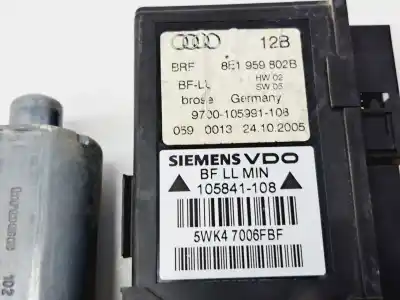 12B
BRF 8E1 959 802B
BF-LL HW 02
SW 05
brose Germany
9700-105991-108
059 0013 24.10.2005
SIEMENS VDO
BF LL MIN
105841-108
5WK4 7006FBF
102